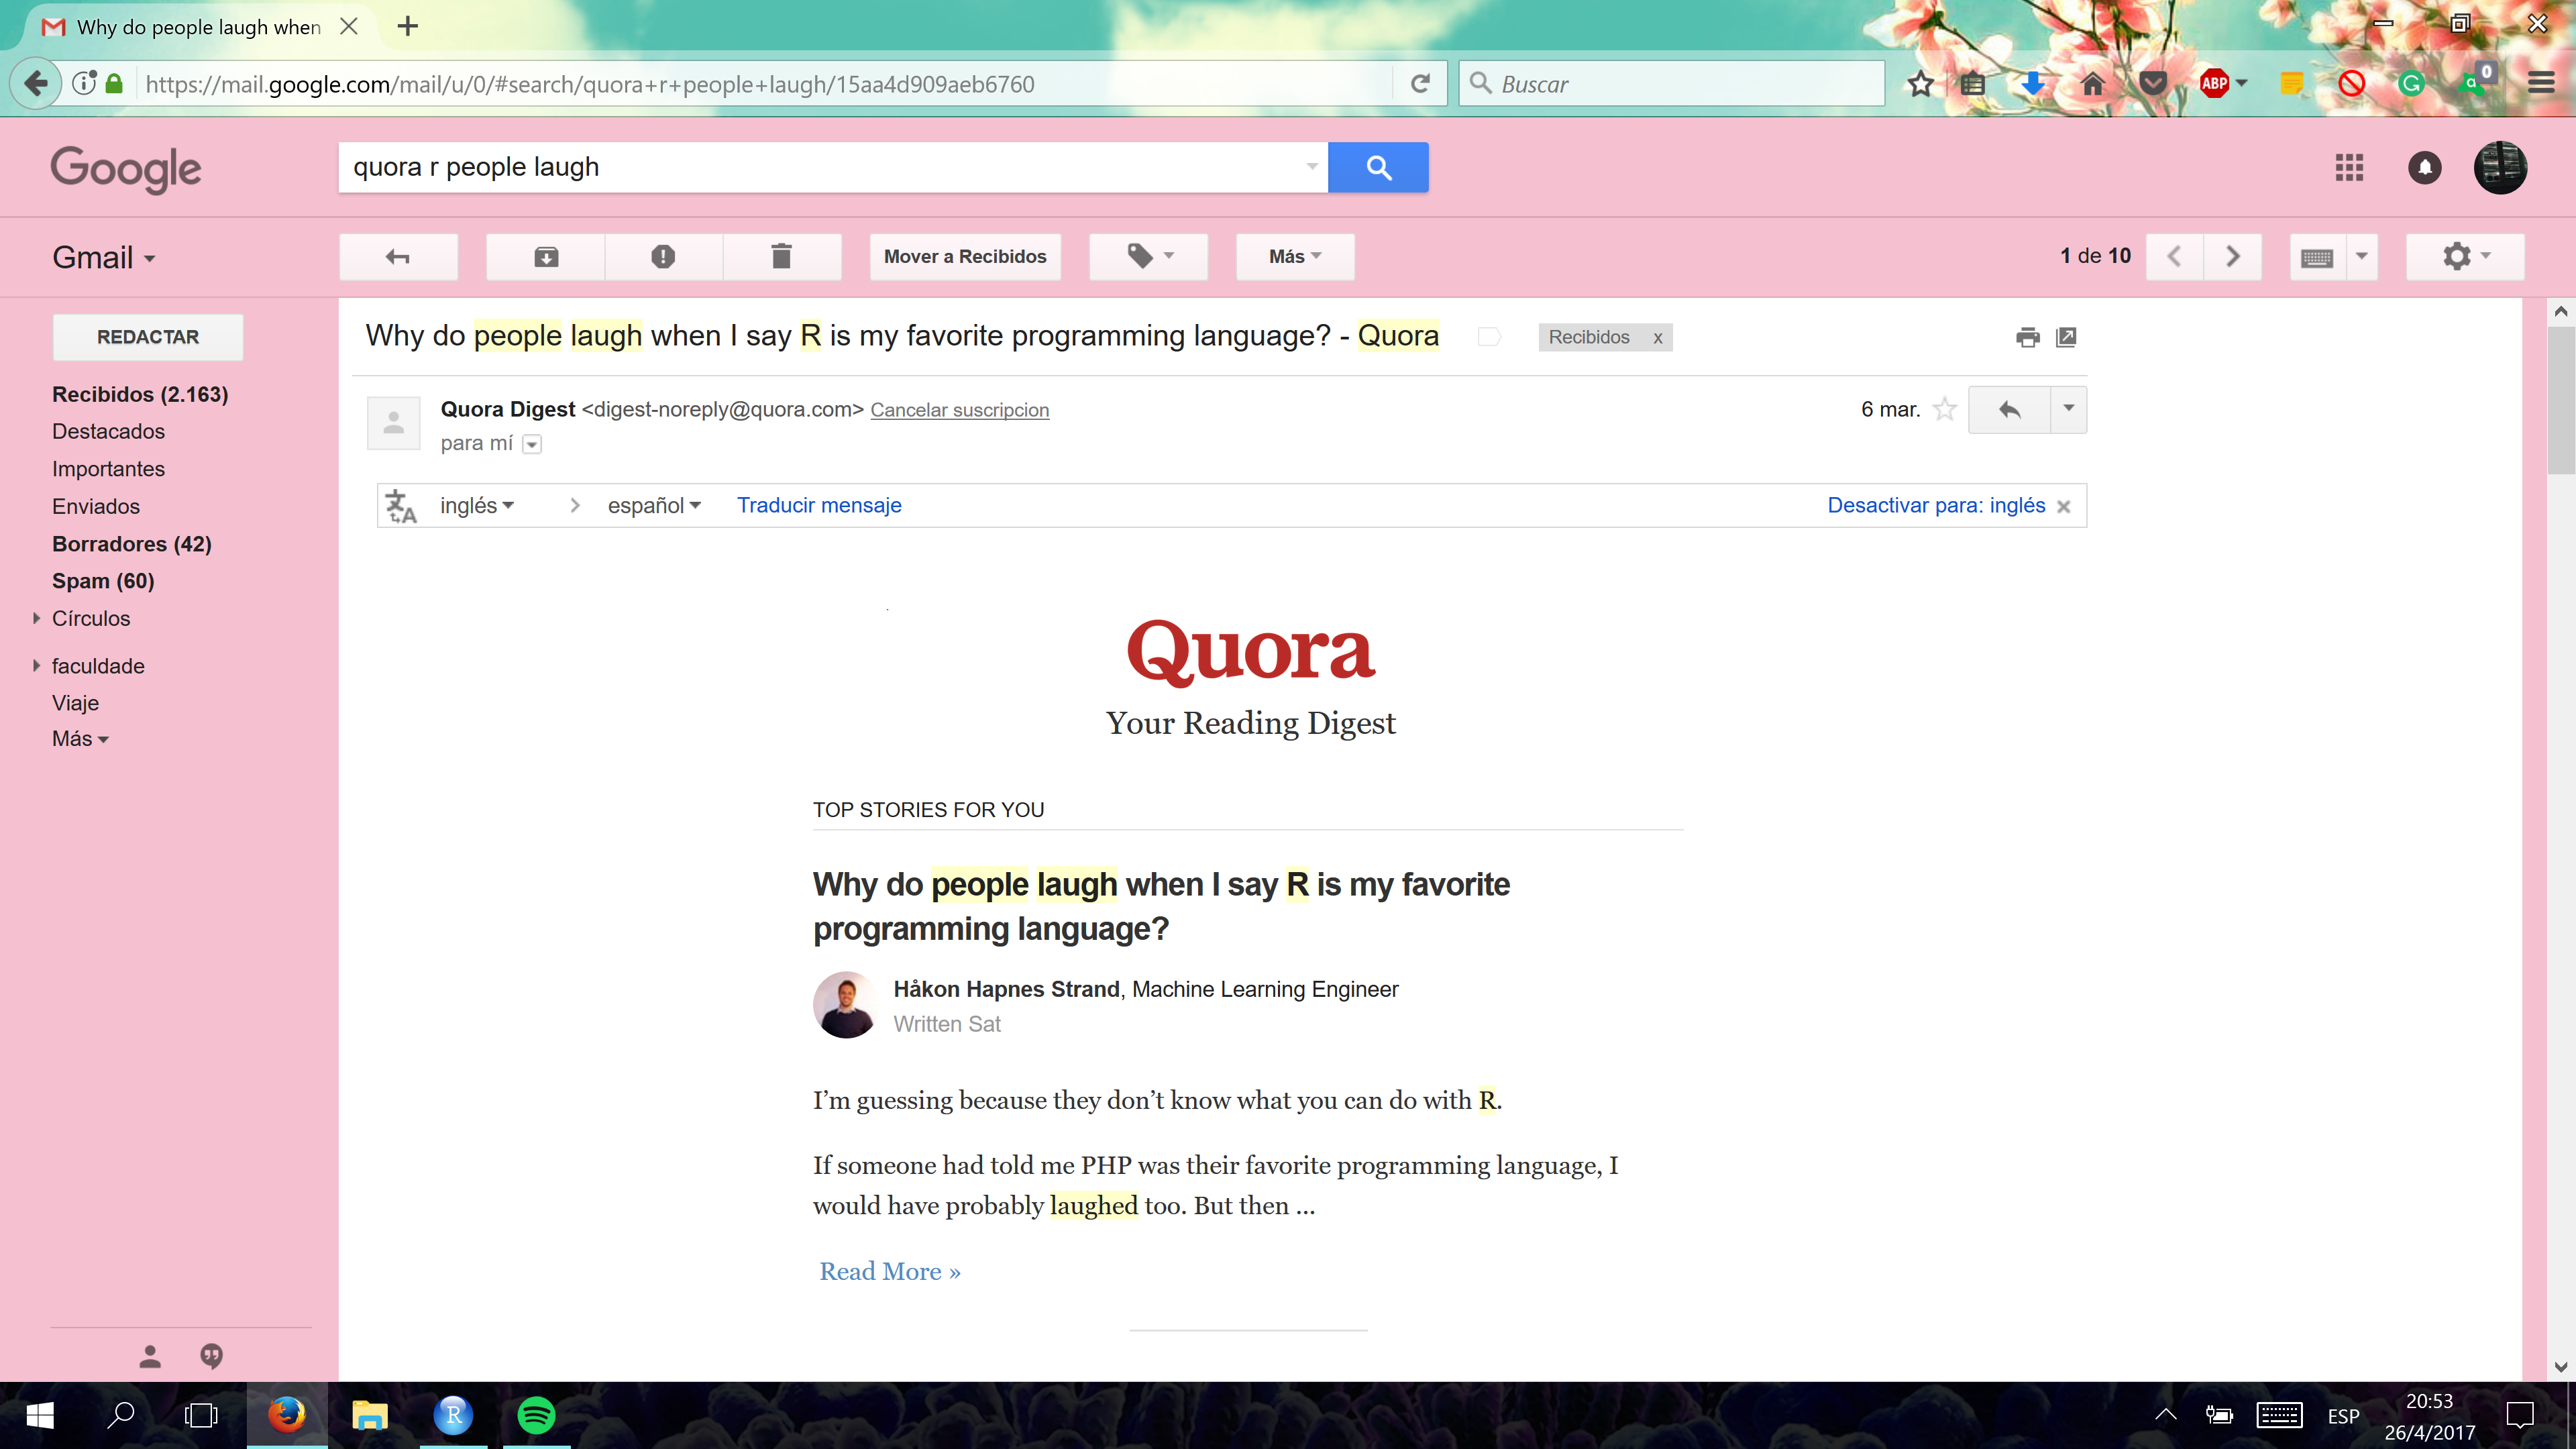 Why do people laugh when
https://mail.google.com/mail/u/0/#search/quora+r+people+laugh/15aa4d909aeb6760
Buscar
ABP
0
Google
quora r people laugh
Gmail
Mover a Recibidos
Más
1 de 10
REDACTAR
Recibidos (2.163)
Destacados
Importantes
Enviados
Borradores (42)
Spam (60)
Círculos
faculdade
Viaje
Más
Why do people laugh when I say R is my favorite programming language? - Quora
Recibidos x
Quora Digest <digest-noreply@quora.com> Cancelar suscripcion
6 mar.
para mí
inglés español Traducir mensaje
Desactivar para: inglés
Quora
Your Reading Digest
TOP STORIES FOR YOU
Why do people laugh when I say R is my favorite
programming language?
Håkon Hapnes Strand, Machine Learning Engineer
Written Sat
I’m guessing because they don’t know what you can do with R.
If someone had told me PHP was their favorite programming language, I
would have probably laughed too. But then ...
Read More »
R
ESP
20:53
26/4/2017